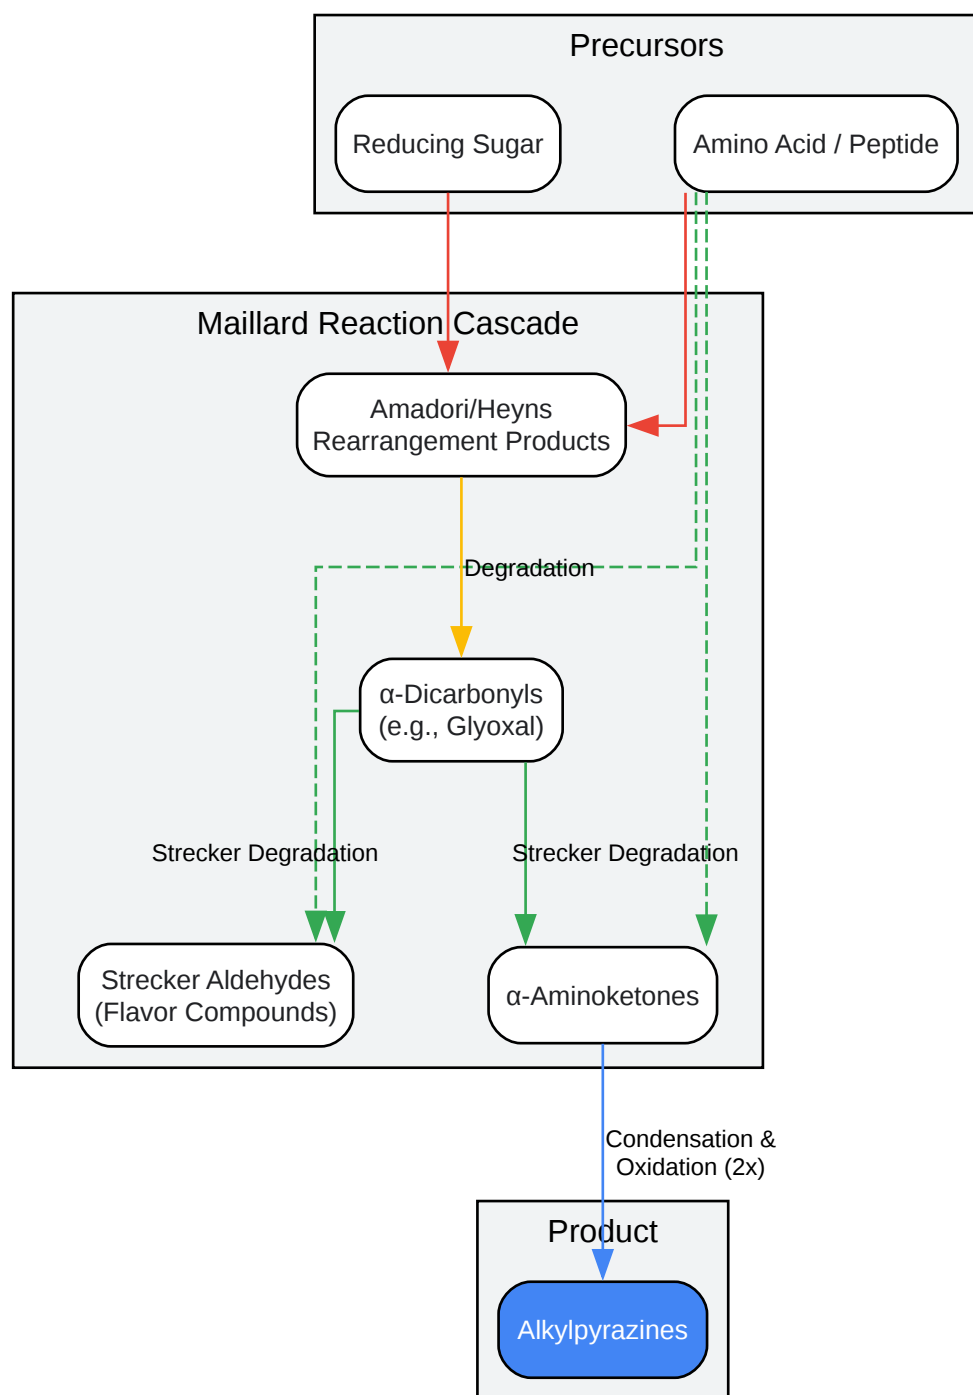 Precursors
Reducing Sugar
Amino Acid / Peptide
Maillard Reaction Cascade
Amadori/Heyns
Rearrangement Products
Degradation
α-Dicarbonyls
(e.g., Glyoxal)
Strecker Degradation
Strecker Degradation
Strecker Aldehydes
(Flavor Compounds)
α-Aminoketones
Condensation &
Oxidation (2x)
Product
Alkylpyrazines